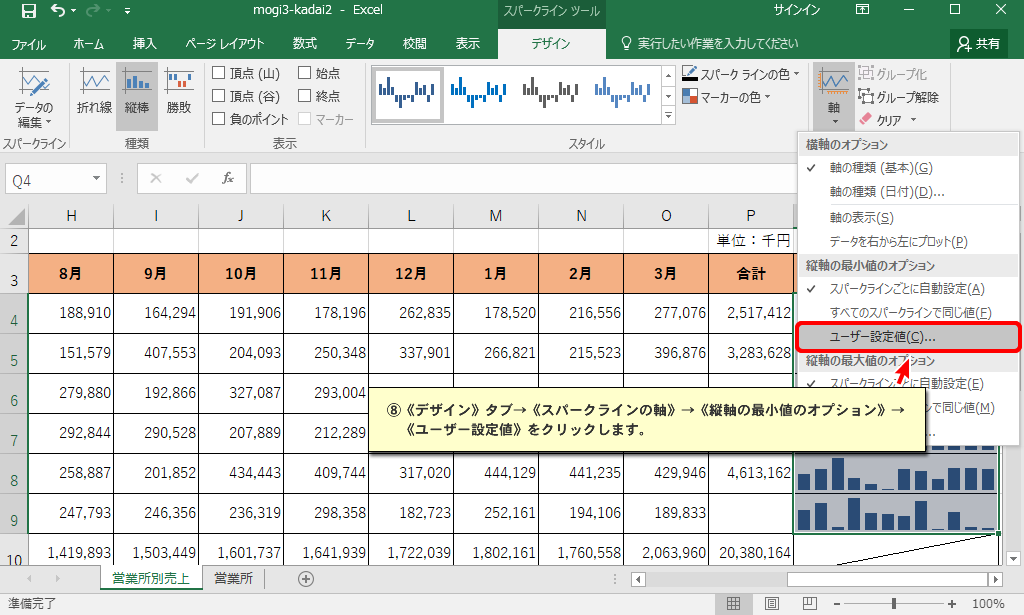 mogi3-kadai2 - Excel
スパークライン ツール
サインイン
ファイル ホーム 挿入 ページ レイアウト 数式 データ 校閲 表示 デザイン 実行したい作業を入力してください 共有
データの
編集
スパークライン
折れ線 縦棒 勝敗
種類
頂点 (山) 始点
頂点 (谷) 終点
負のポイント マーカー
表示
スタイル
スパーク ラインの色
マーカーの色
軸
グループ化
グループ解除
クリア
横軸のオプション
軸の種類 (基本)(G)
軸の種類 (日付)(D)...
軸の表示(S)
データを右から左にプロット(P)
縦軸の最小値のオプション
スパークラインごとに自動設定(A)
すべてのスパークラインで同じ値(F)
ユーザー設定値(C)...
縦軸の最大値のオプション
スパークラインごとに自動設定(E)
ルで同じ値(M)
Q4 fx
H I J K L M N O P
2 単位：千円
3 8月 9月 10月 11月 12月 1月 2月 3月 合計
4 188,910 164,294 191,906 178,196 262,835 178,520 216,556 277,076 2,517,412
5 151,579 407,553 204,093 250,348 337,901 266,821 215,523 396,876 3,283,628
6 279,880 192,866 327,087 293,004
7 292,844 290,528 207,889 212,289
⑧《デザイン》タブ→《スパークラインの軸》→《縦軸の最小値のオプション》→
《ユーザー設定値》をクリックします。
8 258,887 201,852 434,443 409,744 317,020 444,129 441,235 429,946 4,613,162
9 247,793 246,356 236,319 298,358 182,723 252,161 194,106 189,833
10 1,419,893 1,503,449 1,601,737 1,641,939 1,722,039 1,802,161 1,760,558 2,063,960 20,380,164
営業所別売上 営業所
準備完了 100%